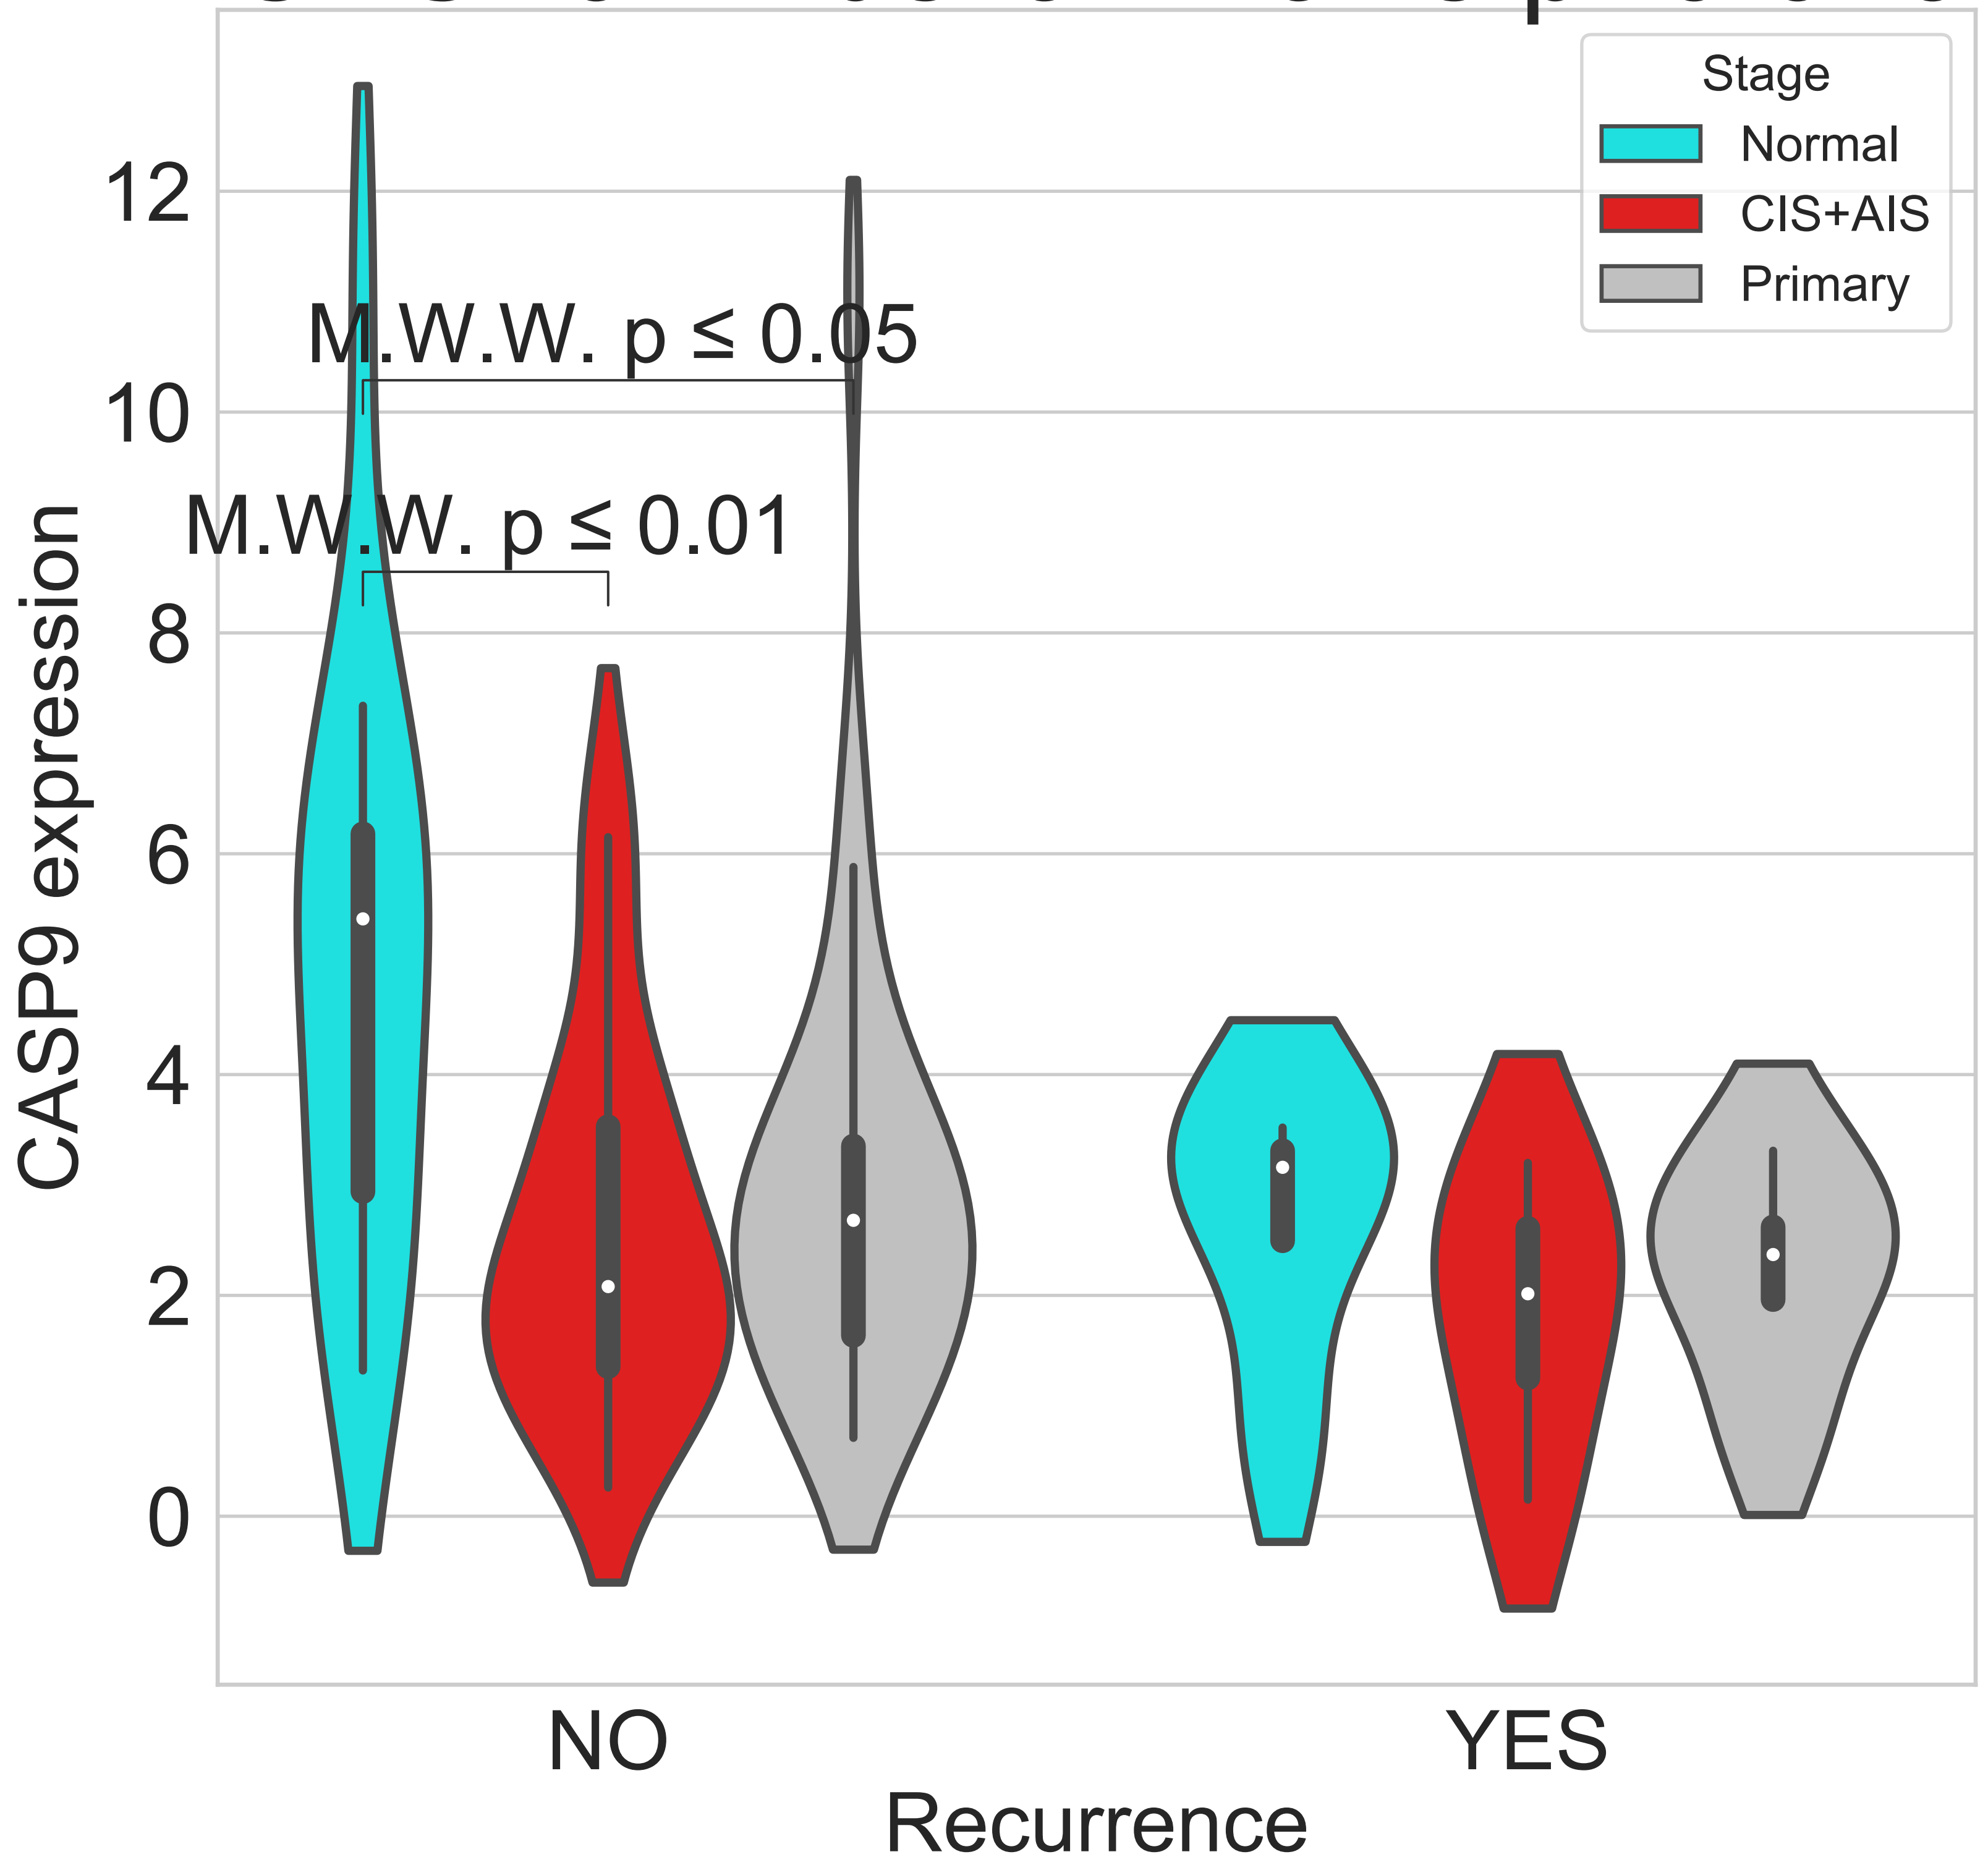 Stage
Normal
CIS+AIS
Primary
12
10
8
6
4
2
0
M.W.W. p ≤ 0.05
M.W.W. p ≤ 0.01
CASP9 expression
NO
YES
Recurrence